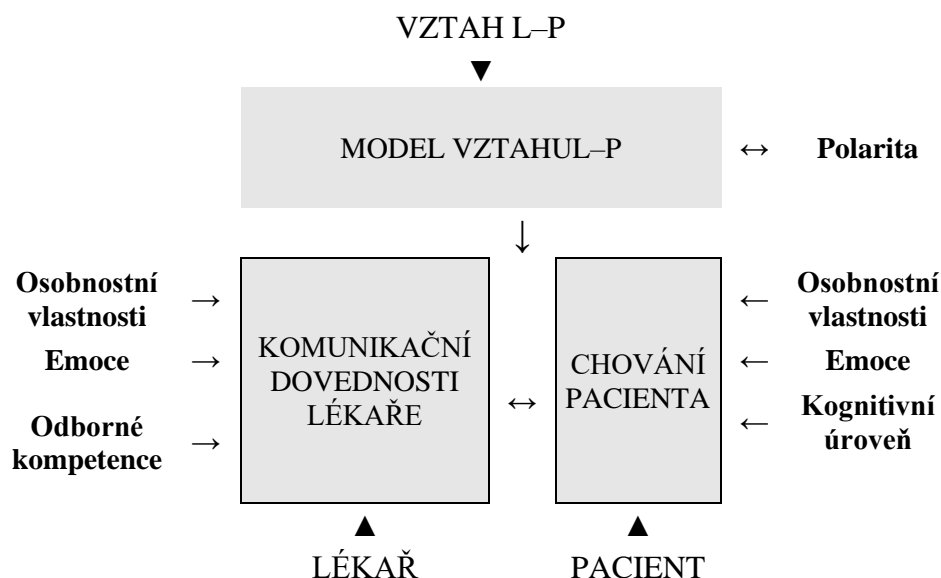 VZTAH L–P
▼
MODEL VZTAHUL–P
↔
Polarita
↓
Osobnostní
vlastnosti
→
Emoce
→
Odborné
kompetence
→
KOMUNIKAČNÍ
DOVEDNOSTI
LÉKAŘE
↔
CHOVÁNÍ
PACIENTA
←
Osobnostní
vlastnosti
←
Emoce
←
Kognitivní
úroveň
▲
LÉKAŘ
▲
PACIENT